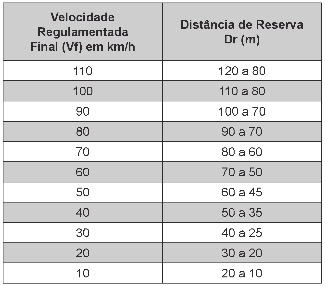 Velocidade
Regulamentada
Final (Vf) em km/h
Distância de Reserva
Dr (m)
110 120 a 80
100 110 a 80
90 100 a 70
80 90 a 70
70 80 a 60
60 70 a 50
50 60 a 45
40 50 a 35
30 40 a 25
20 30 a 20
10 20 a 10